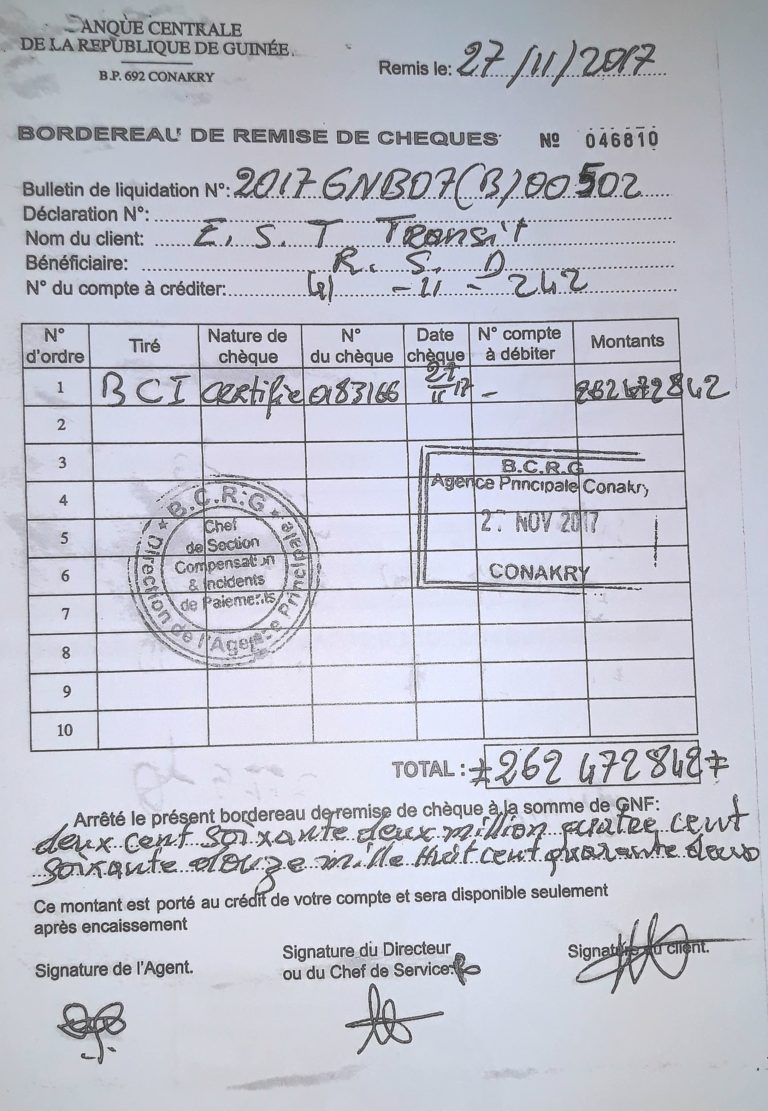 ANQUE CENTRALE
DE LA REPUBLIQUE DE GUINÉE
B.P. 692 CONAKRY
Remis le: 27/11/2017
BORDEREAU DE REMISE DE CHEQUES Nº 046810
Bulletin de liquidation N°: 2017GNB07(B)00502
Déclaration N°:
Nom du client: E. S. T Transit
Bénéficiaire: R. S. D
N° du compte à créditer: 41 - 11 - 242
N° d'ordre Tiré Nature de chèque N° du chèque Date chèque N° compte à débiter Montants
1 BCI certifie 0183166 27/11/17 - 262472842
2
3
4
5
6
7
8
9
10
B.C.R.G
Agence Principale Conakry
NOV 2017
CONAKRY
B.C.R.G
Direction de l'Agence Principale
Chef
de Section
Compensation
& Incidents
de Paiements
TOTAL : ≠262 472 842≠
Arrêté le présent bordereau de remise de chèque à la somme de GNF:
deux cent soixante deux million quatre cent
soixante douze mille huit cent quarante deux
Ce montant est porté au crédit de votre compte et sera disponible seulement
après encaissement
Signature de l'Agent.
Signature du Directeur
ou du Chef de Service
Signature du client.